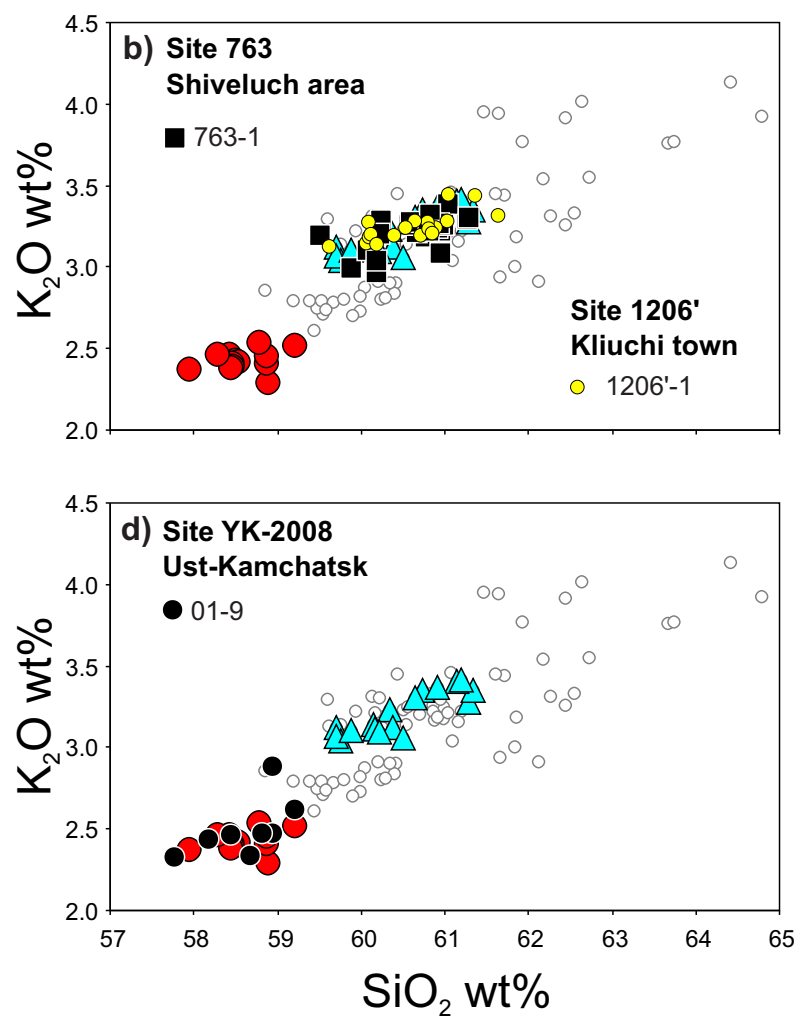 b) Site 763
Shiveluch area
763-1
Site 1206'
Kliuchi town
1206'-1
K₂O wt%
4.5
4.0
3.5
3.0
2.5
2.0
d) Site YK-2008
Ust-Kamchatsk
01-9
K₂O wt%
4.5
4.0
3.5
3.0
2.5
2.0
57 58 59 60 61 62 63 64 65
SiO₂ wt%